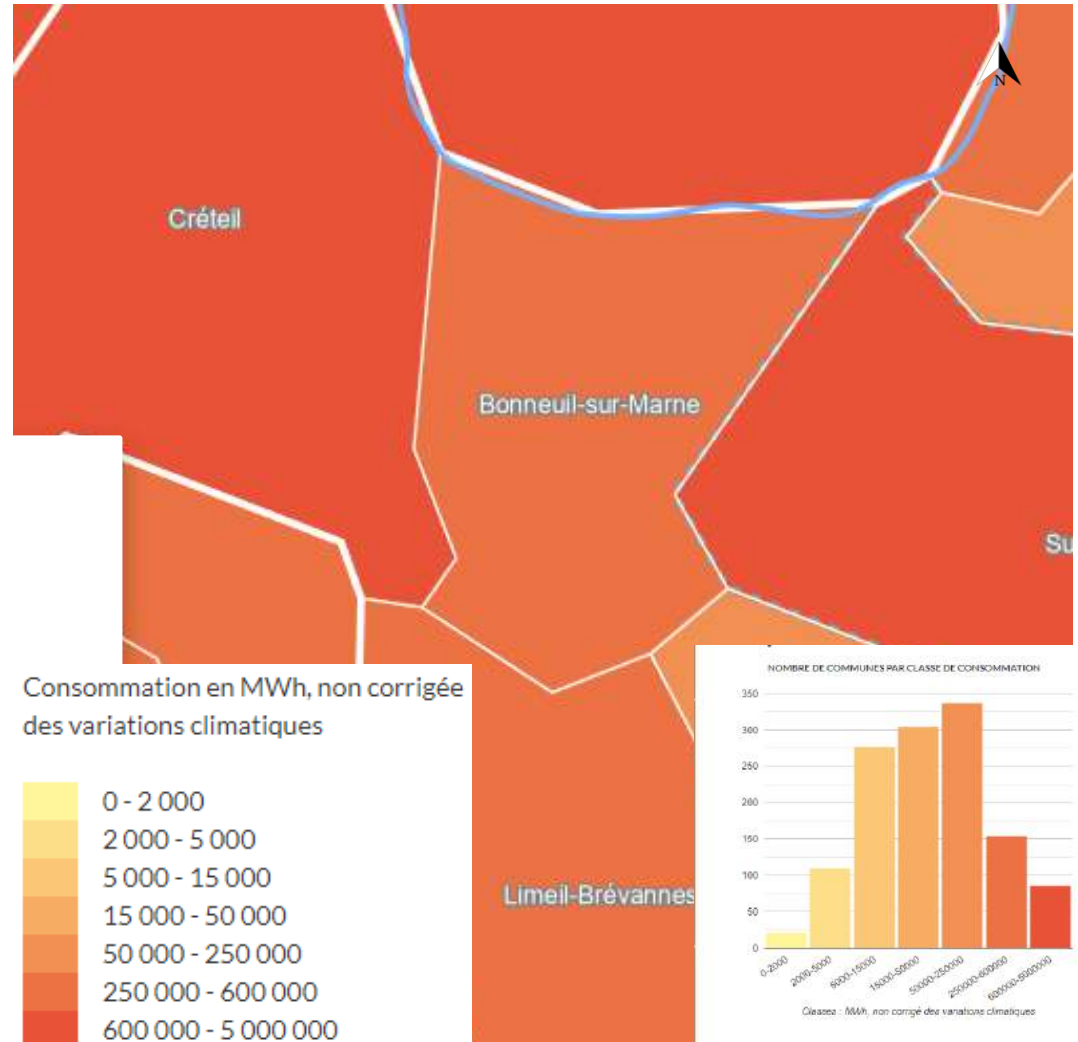 N
Créteil
Bonneuil-sur-Marne
Su
Limeil-Brévannes
Consommation en MWh, non corrigée
des variations climatiques
0 - 2 000
2 000 - 5 000
5 000 - 15 000
15 000 - 50 000
50 000 - 250 000
250 000 - 600 000
600 000 - 5 000 000
NOMBRE DE COMMUNES PAR CLASSE DE CONSOMMATION
350
300
250
200
150
100
50
0
0-2000
2000-5000
5000-15000
15000-50000
50000-250000
250000-600000
600000-5000000
Classes : MWh, non corrigé des variations climatiques